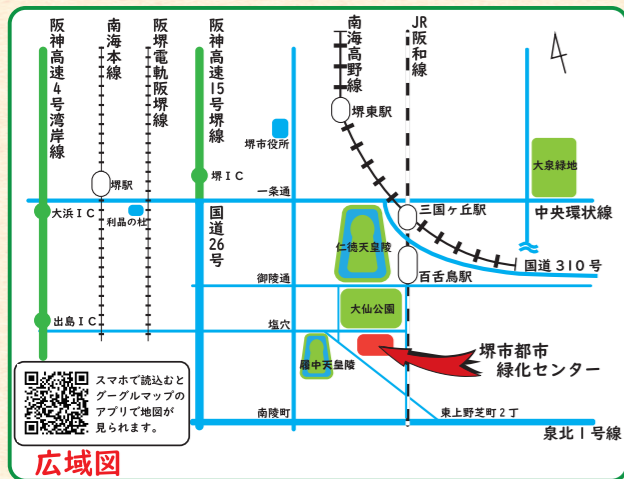 阪神高速4号湾岸線
南海本線
阪堺電軌阪堺線
阪神高速15号堺線
南海高野線
JR阪和線
堺東駅
堺市役所
大泉緑地
堺IC
堺駅
一条通
大浜IC
利晶の杜
国道26号
三国ヶ丘駅
中央環状線
仁徳天皇陵
国道310号
百舌鳥駅
御陵通
大仙公園
出島IC
塩穴
履中天皇陵
堺市都市
緑化センター
スマホで読込むと
グーグルマップの
アプリで地図が
見られます。
南陵町
東上野芝町2丁
泉北1号線
広域図